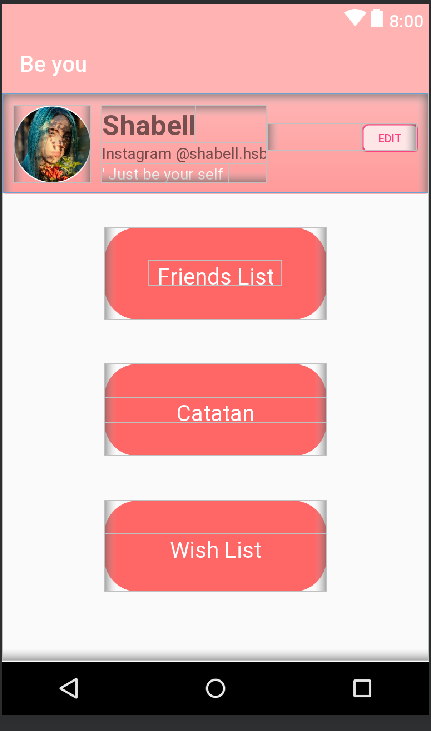 8:00
Be you
Shabell
EDIT
Instagram @shabell.hsb
' Just be your self
Friends List
Catatan
Wish List